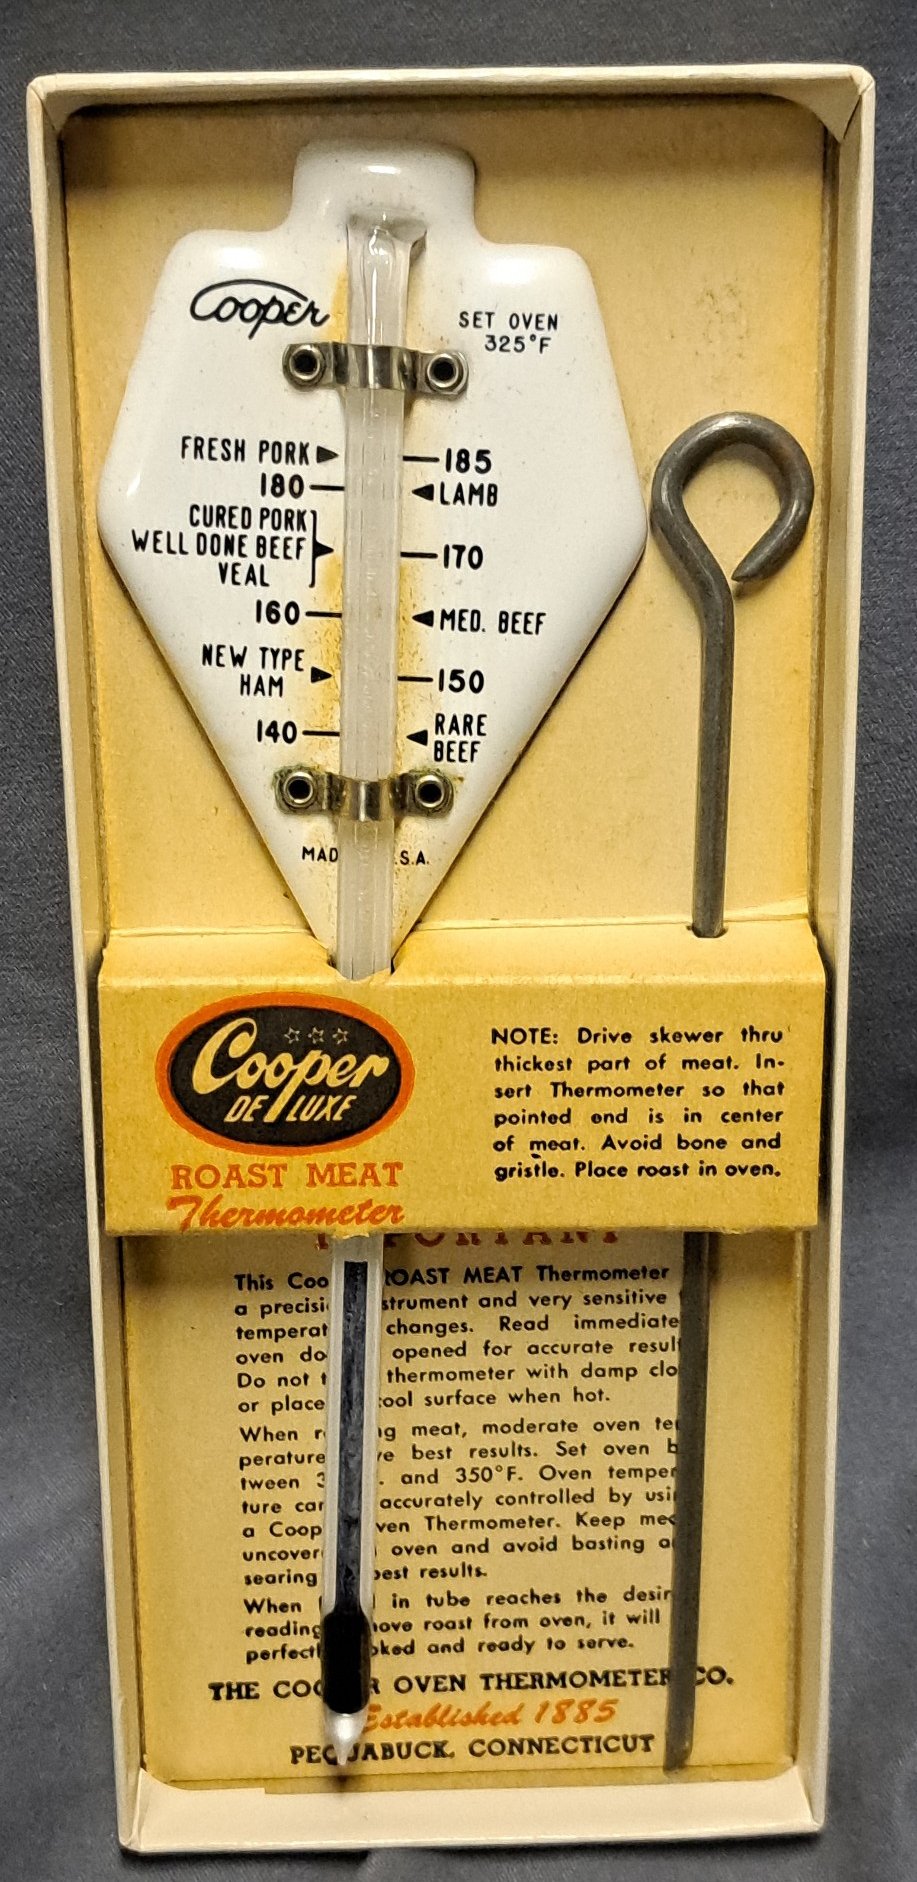 Cooper
SET OVEN
325°F
FRESH PORK
185
180
LAMB
CURED PORK
WELL DONE BEEF
VEAL
170
160
MED. BEEF
NEW TYPE
HAM
150
140
RARE
BEEF
MAD .S.A.
Cooper
DE LUXE
ROAST MEAT
Thermometer
NOTE: Drive skewer thru
thickest part of meat. In-
sert Thermometer so that
pointed end is in center
of meat. Avoid bone and
gristle. Place roast in oven.
This Coo ROAST MEAT Thermometer
a precisi strument and very sensitive
temperat changes. Read immediate
oven do opened for accurate resul
Do not t thermometer with damp clo
or place cool surface when hot.
When r g meat, moderate oven te
perature ve best results. Set oven b
tween 3 . and 350°F. Oven temper
ture can accurately controlled by usi
a Coop ven Thermometer. Keep mea
uncover oven and avoid basting a
searing best results.
When in tube reaches the desir
reading ove roast from oven, it will
perfectl ked and ready to serve.
THE COO R OVEN THERMOMETER CO.
Established 1885
PEQUABUCK, CONNECTICUT